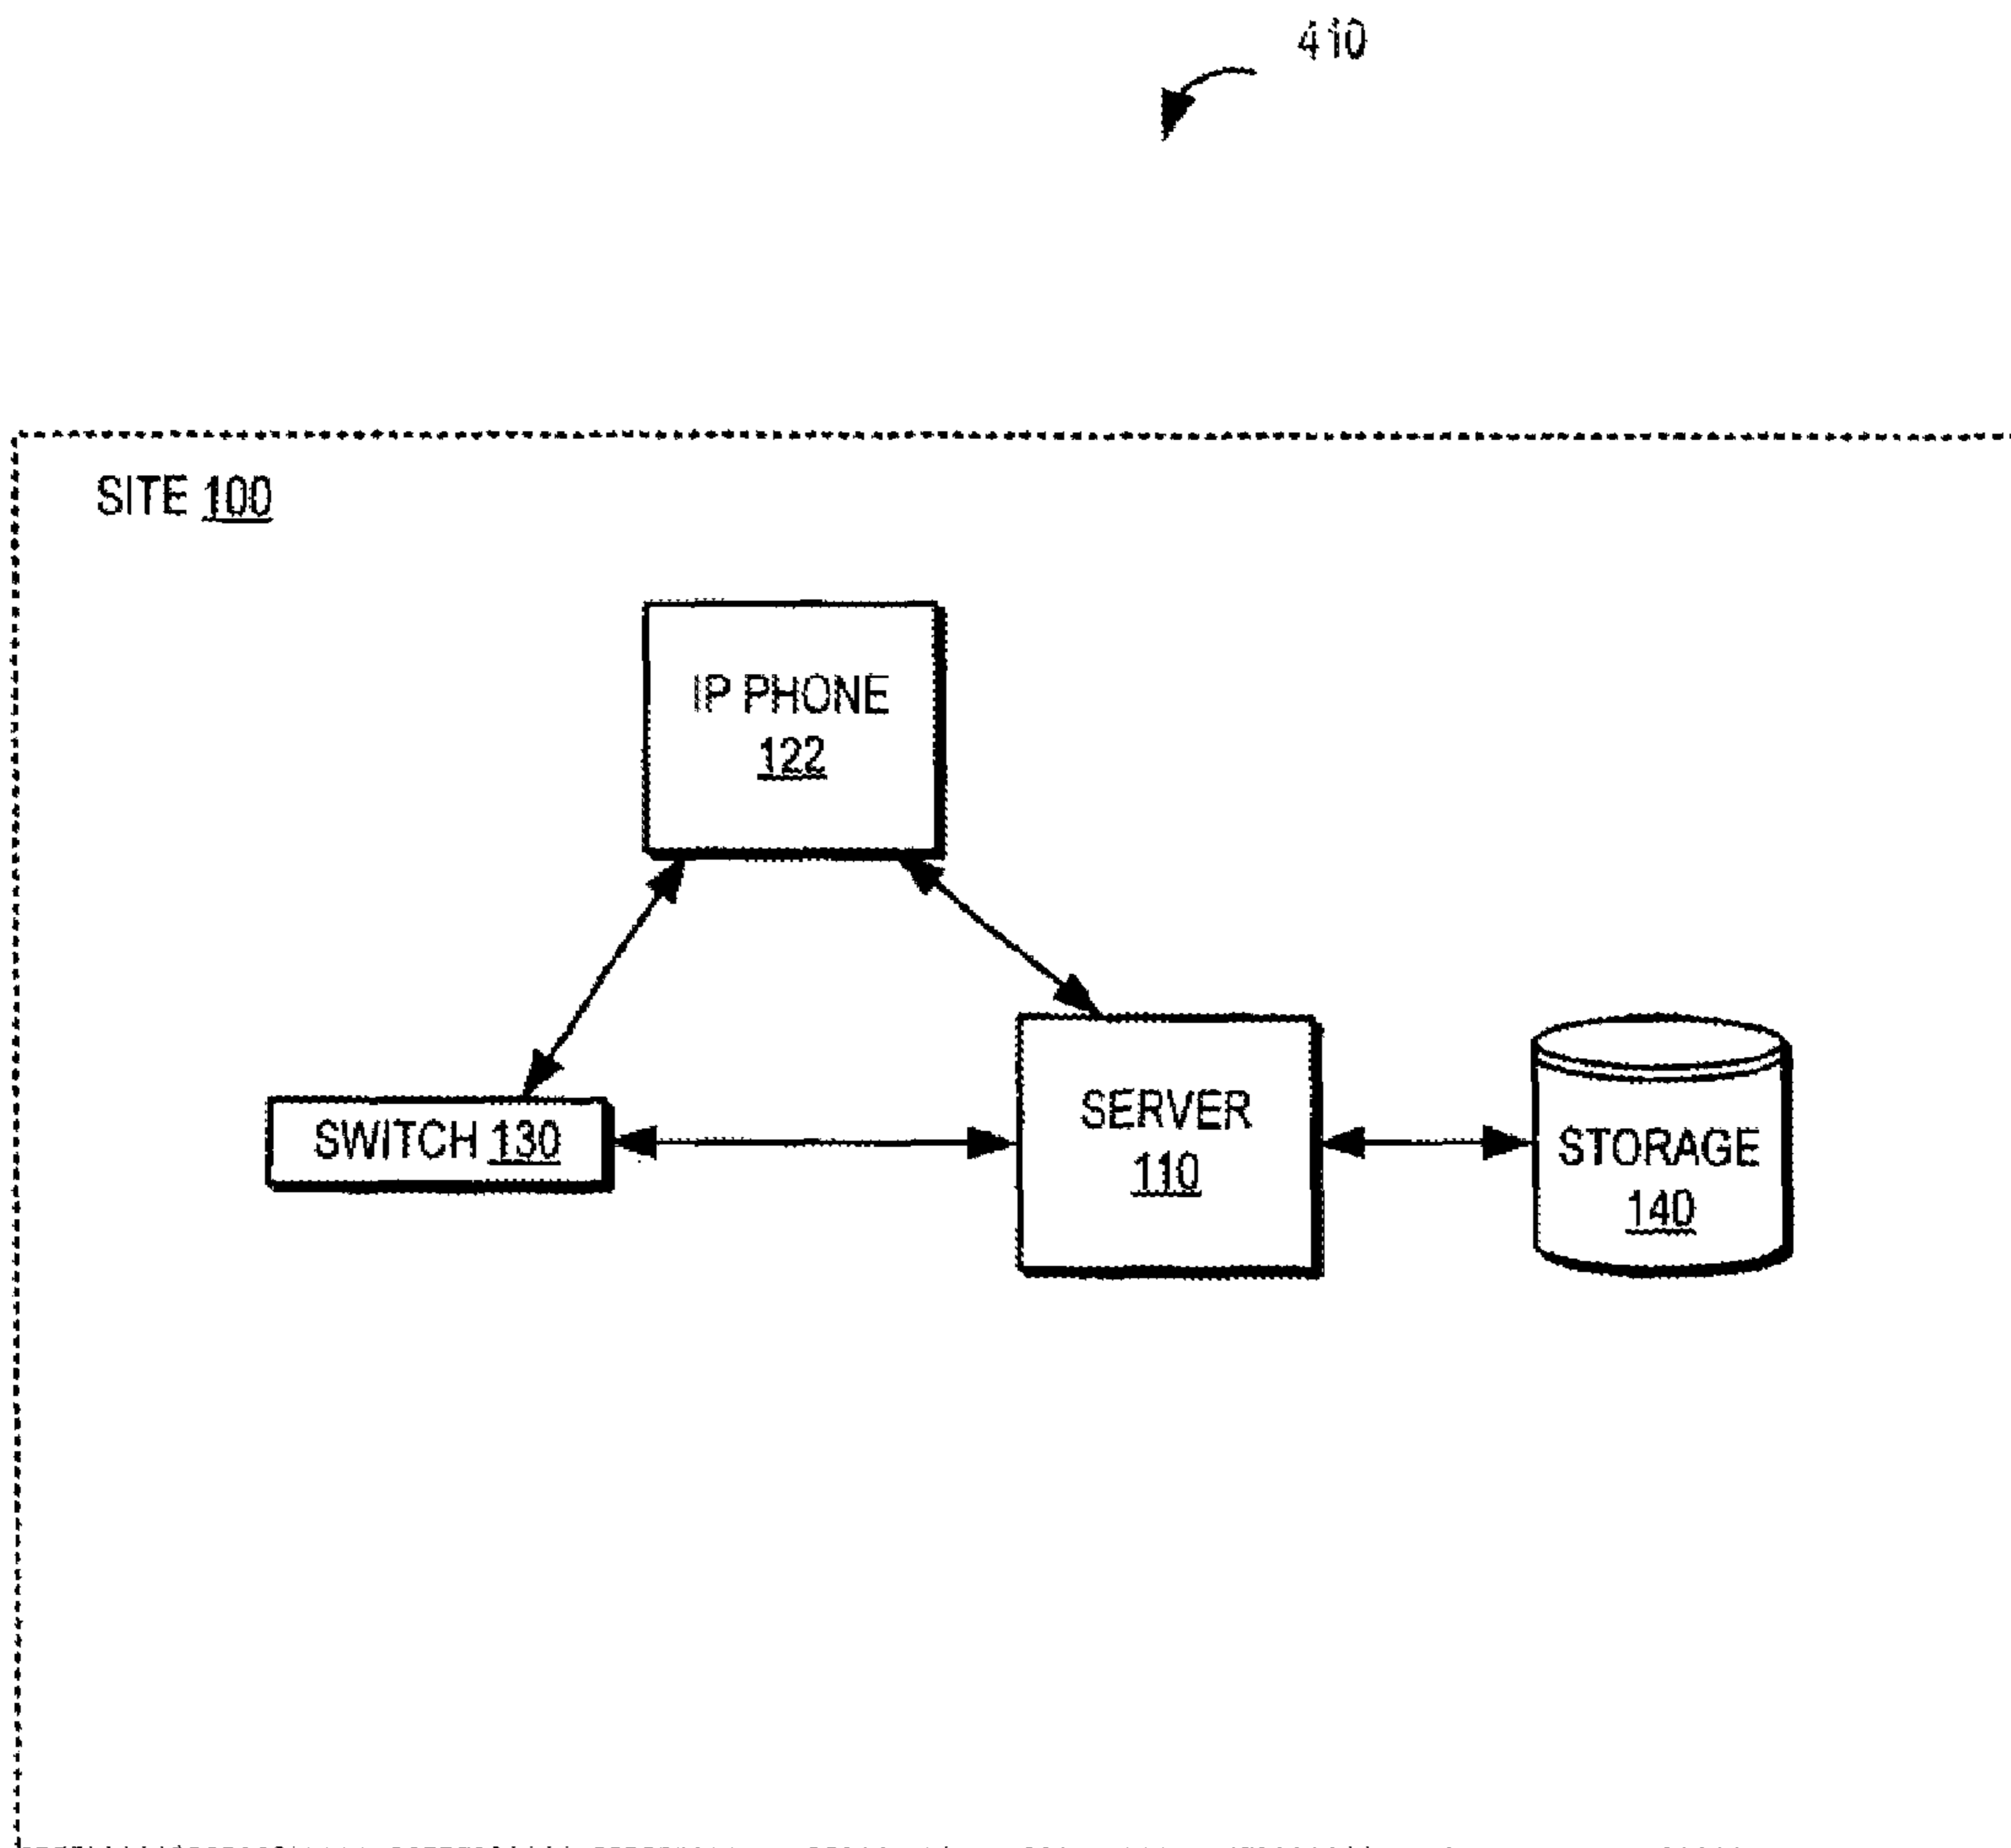 410
SITE 100
IP PHONE
122
SWITCH 130
SERVER
110
STORAGE
140